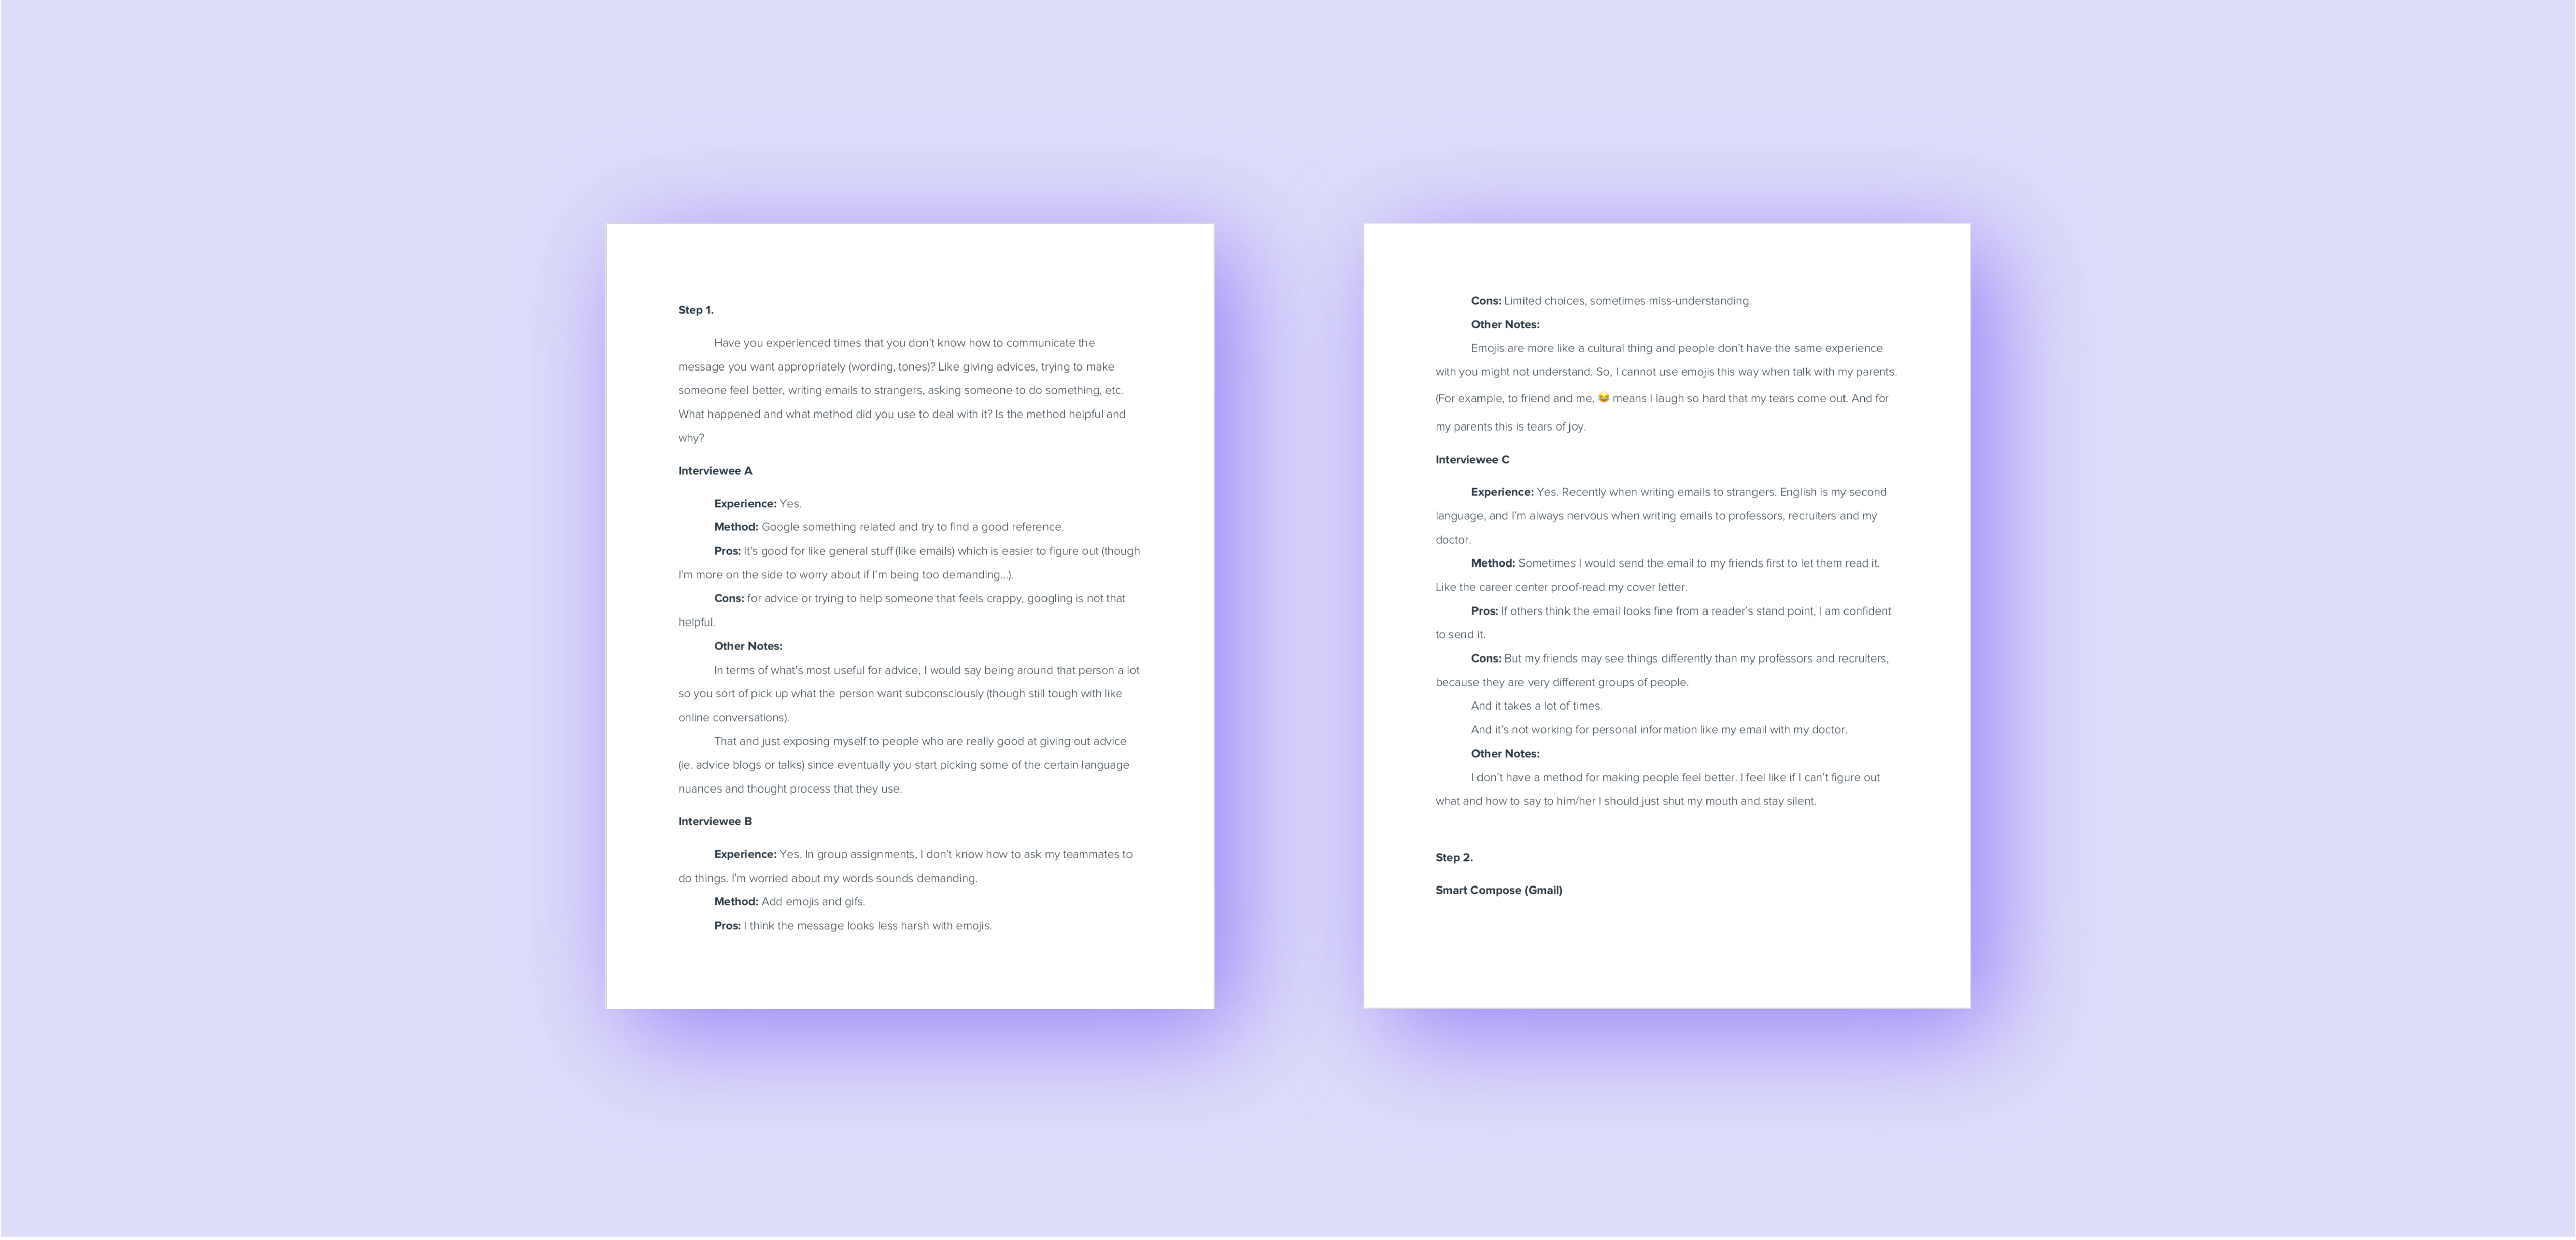 Step 1.
Have you experienced times that you don't know how to communicate the
message you want appropriately (wording, tones)? Like giving advices, trying to make
someone feel better, writing emails to strangers, asking someone to do something, etc.
What happened and what method did you use to deal with it? Is the method helpful and
why?
Interviewee A
Experience: Yes.
Method: Google something related and try to find a good reference.
Pros: It's good for like general stuff (like emails) which is easier to figure out (though
I'm more on the side to worry about if I'm being too demanding...).
Cons: for advice or trying to help someone that feels crappy, googling is not that
helpful.
Other Notes:
In terms of what's most useful for advice, I would say being around that person a lot
so you sort of pick up what the person want subconsciously (though still tough with like
online conversations).
That and just exposing myself to people who are really good at giving out advice
(ie. advice blogs or talks) since eventually you start picking some of the certain language
nuances and thought process that they use.
Interviewee B
Experience: Yes. In group assignments, I don't know how to ask my teammates to
do things. I'm worried about my words sounds demanding.
Method: Add emojis and gifs.
Pros: I think the message looks less harsh with emojis.
Cons: Limited choices, sometimes miss-understanding.
Other Notes:
Emojis are more like a cultural thing and people don't have the same experience
with you might not understand. So, I cannot use emojis this way when talk with my parents.
(For example, to friend and me, 😂 means I laugh so hard that my tears come out. And for
my parents this is tears of joy.
Interviewee C
Experience: Yes. Recently when writing emails to strangers. English is my second
language, and I'm always nervous when writing emails to professors, recruiters and my
doctor.
Method: Sometimes I would send the email to my friends first to let them read it.
Like the career center proof-read my cover letter.
Pros: If others think the email looks fine from a reader's stand point, I am confident
to send it.
Cons: But my friends may see things differently than my professors and recruiters,
because they are very different groups of people.
And it takes a lot of times.
And it's not working for personal information like my email with my doctor.
Other Notes:
I don't have a method for making people feel better. I feel like if I can't figure out
what and how to say to him/her I should just shut my mouth and stay silent.
Step 2.
Smart Compose (Gmail)